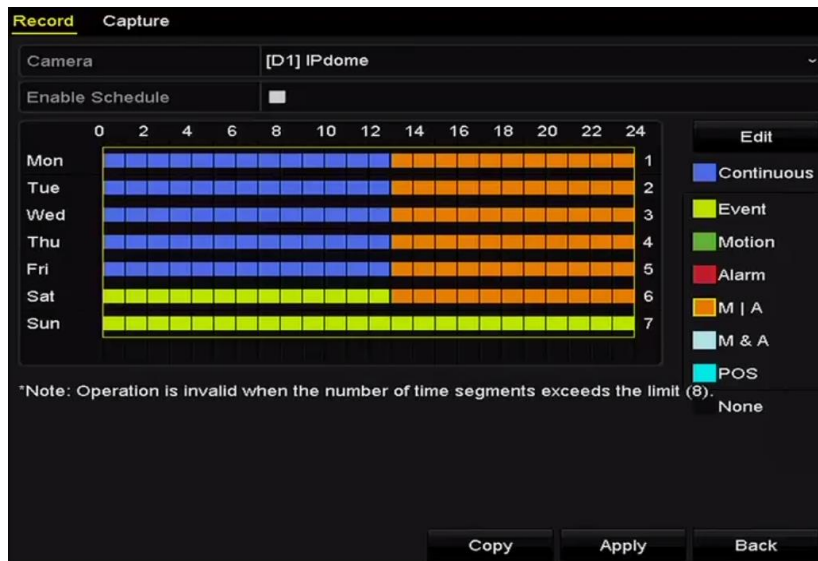 Record Capture
Camera [D1] IPdome
Enable Schedule
0 2 4 6 8 10 12 14 16 18 20 22 24
Edit
Mon 1
Continuous
Tue 2
Wed 3
Event
Thu 4
Motion
Fri 5
Alarm
Sat 6
M | A
Sun 7
M & A
POS
*Note: Operation is invalid when the number of time segments exceeds the limit (8).
None
Copy Apply Back